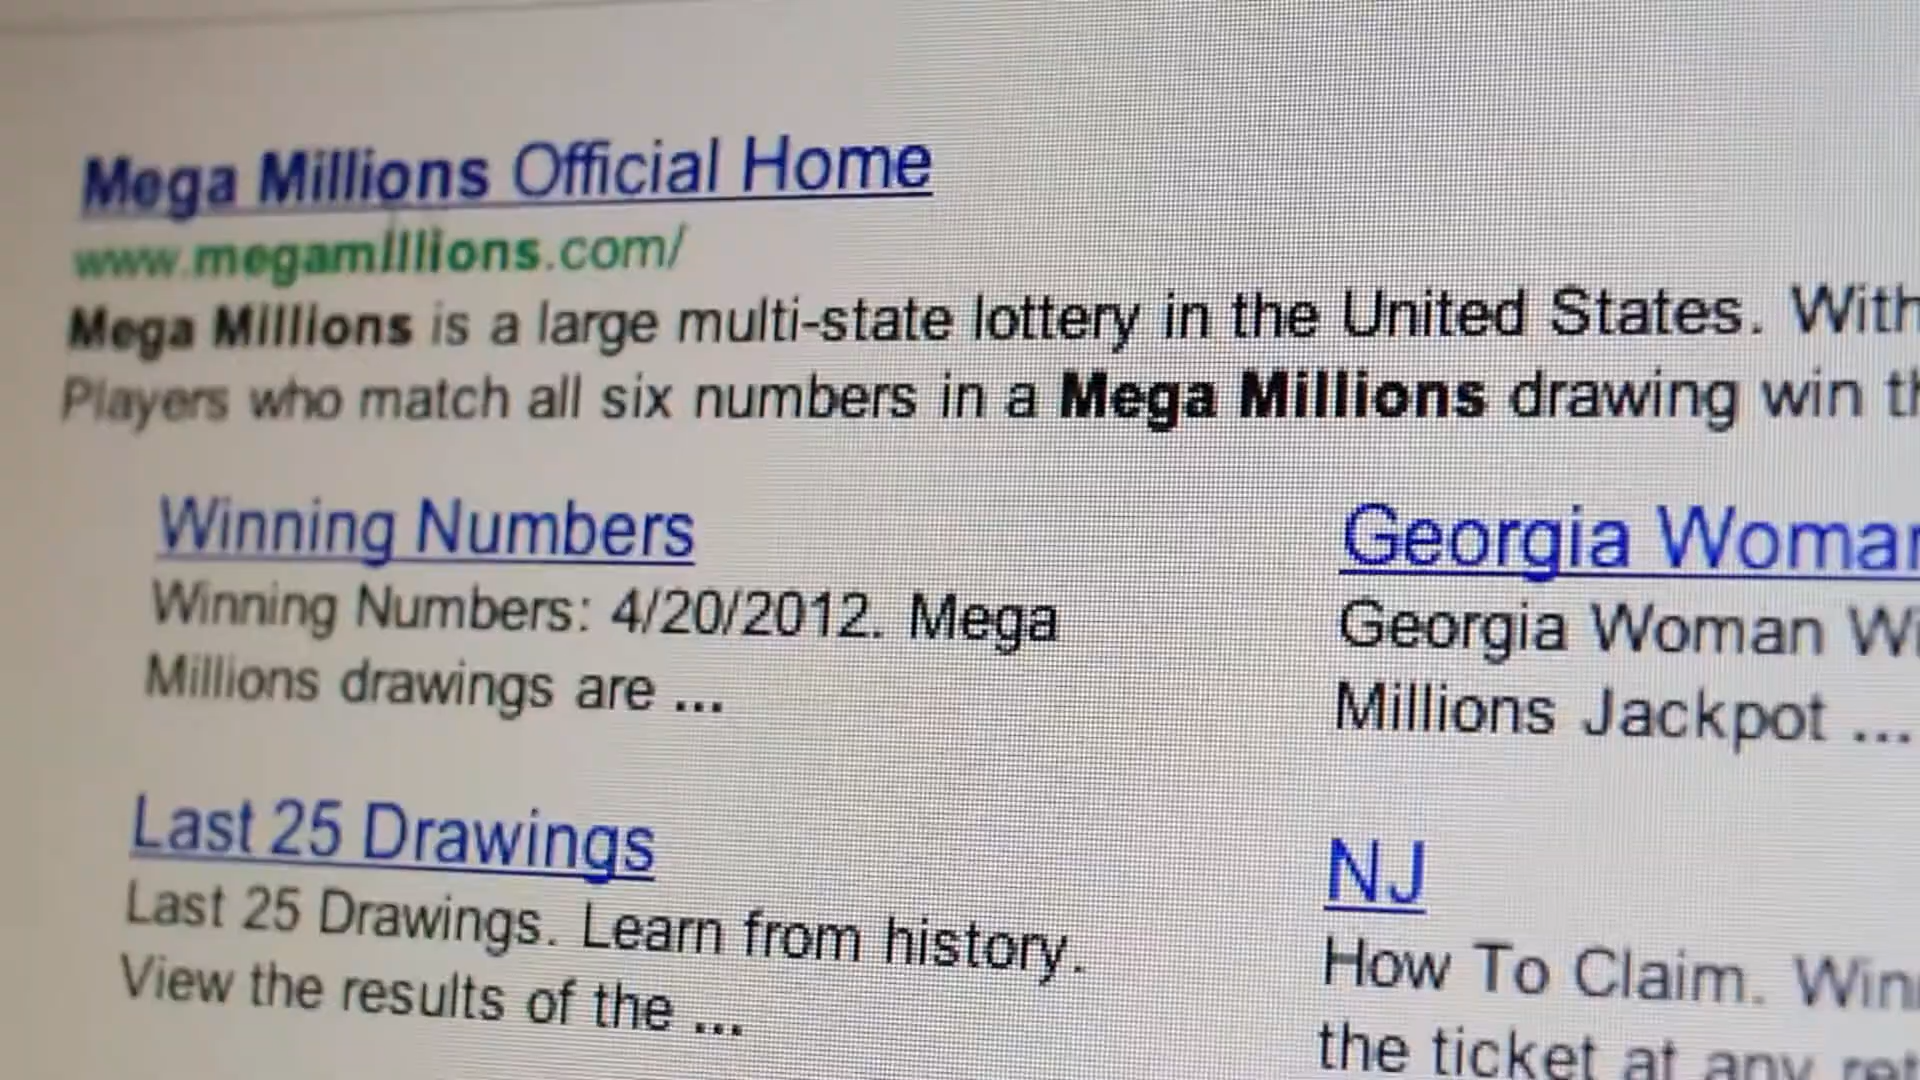 Mega Millions Official Home
www.megamillions.com/
Mega Millions is a large multi-state lottery in the United States. With
Players who match all six numbers in a Mega Millions drawing win
Winning Numbers
Winning Numbers: 4/20/2012. Mega
Millions drawings are ...
Georgia Woman
Georgia Woman
Millions Jackpot ...
Last 25 Drawings
Last 25 Drawings. Learn from history.
View the results of the ...
NJ
How To Claim.
the ticket at any